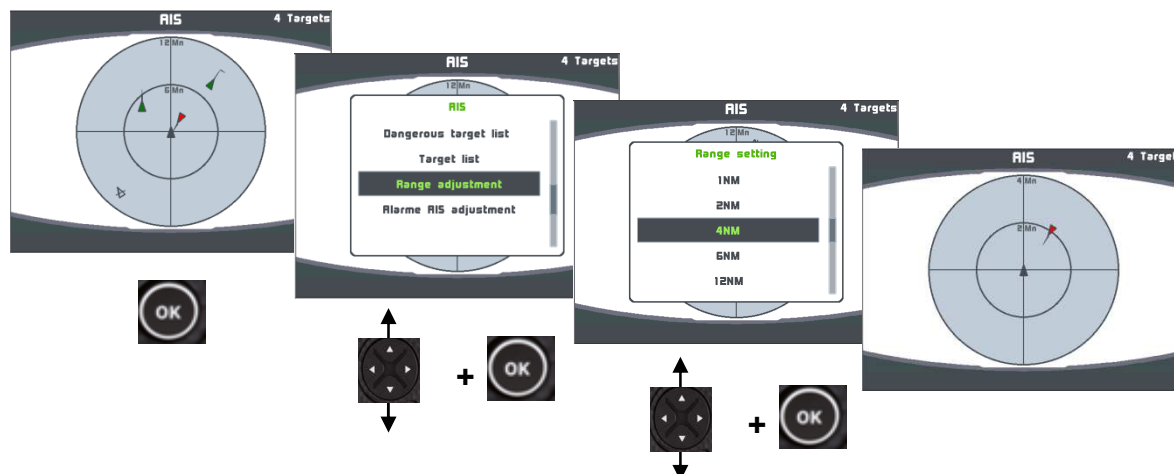 AIS
4 Targets
12 Mn
6 Mn
OK
AIS
4 Targets
12 Mn
AIS
Dangerous target list
Target list
Range adjustment
Alarme AIS adjustment
+
OK
AIS
4 Targets
12 Mn
Range setting
1NM
2NM
4NM
6NM
12NM
+
OK
AIS
4 Target
4 Mn
2 Mn